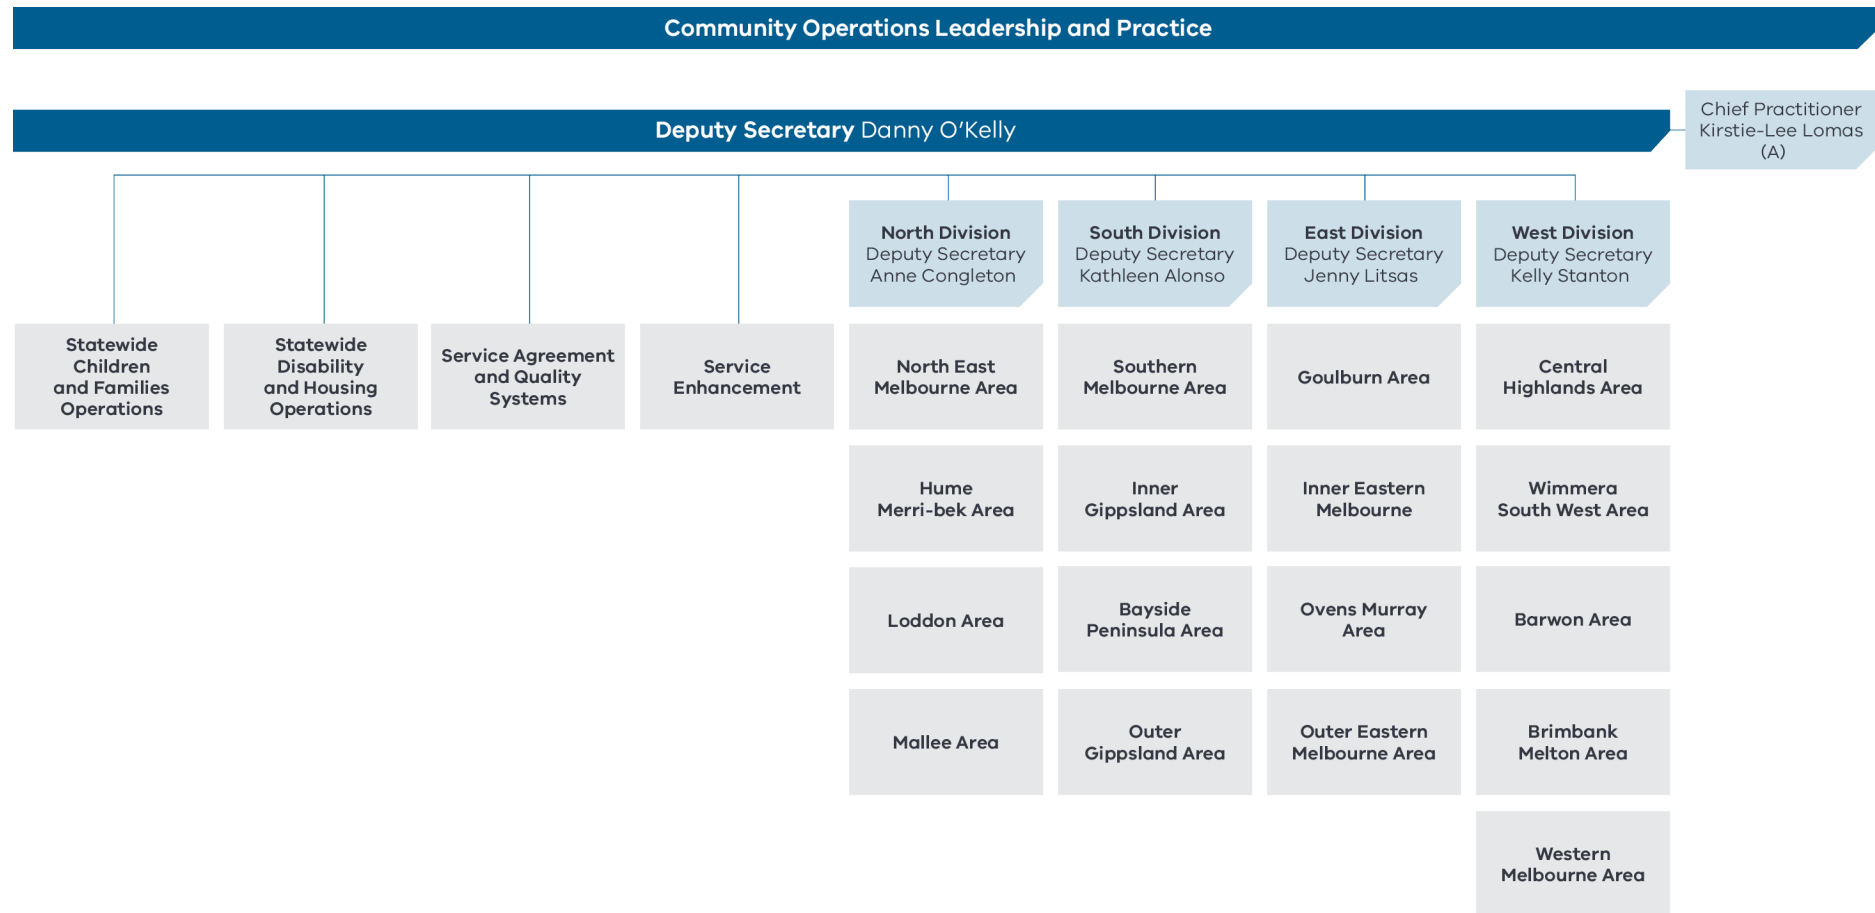 Community Operations Leadership and Practice
Deputy Secretary Danny O’Kelly
Chief Practitioner
Kirstie-Lee Lomas
(A)
North Division
Deputy Secretary
Anne Congleton
South Division
Deputy Secretary
Kathleen Alonso
East Division
Deputy Secretary
Jenny Litsas
West Division
Deputy Secretary
Kelly Stanton
Statewide
Children
and Families
Operations
Statewide
Disability
and Housing
Operations
Service Agreement
and Quality
Systems
Service
Enhancement
North East
Melbourne Area
Southern
Melbourne Area
Goulburn Area
Central
Highlands Area
Hume
Merri-bek Area
Inner
Gippsland Area
Inner Eastern
Melbourne
Wimmera
South West Area
Loddon Area
Bayside
Peninsula Area
Ovens Murray
Area
Barwon Area
Mallee Area
Outer
Gippsland Area
Outer Eastern
Melbourne Area
Brimbank
Melton Area
Western
Melbourne Area